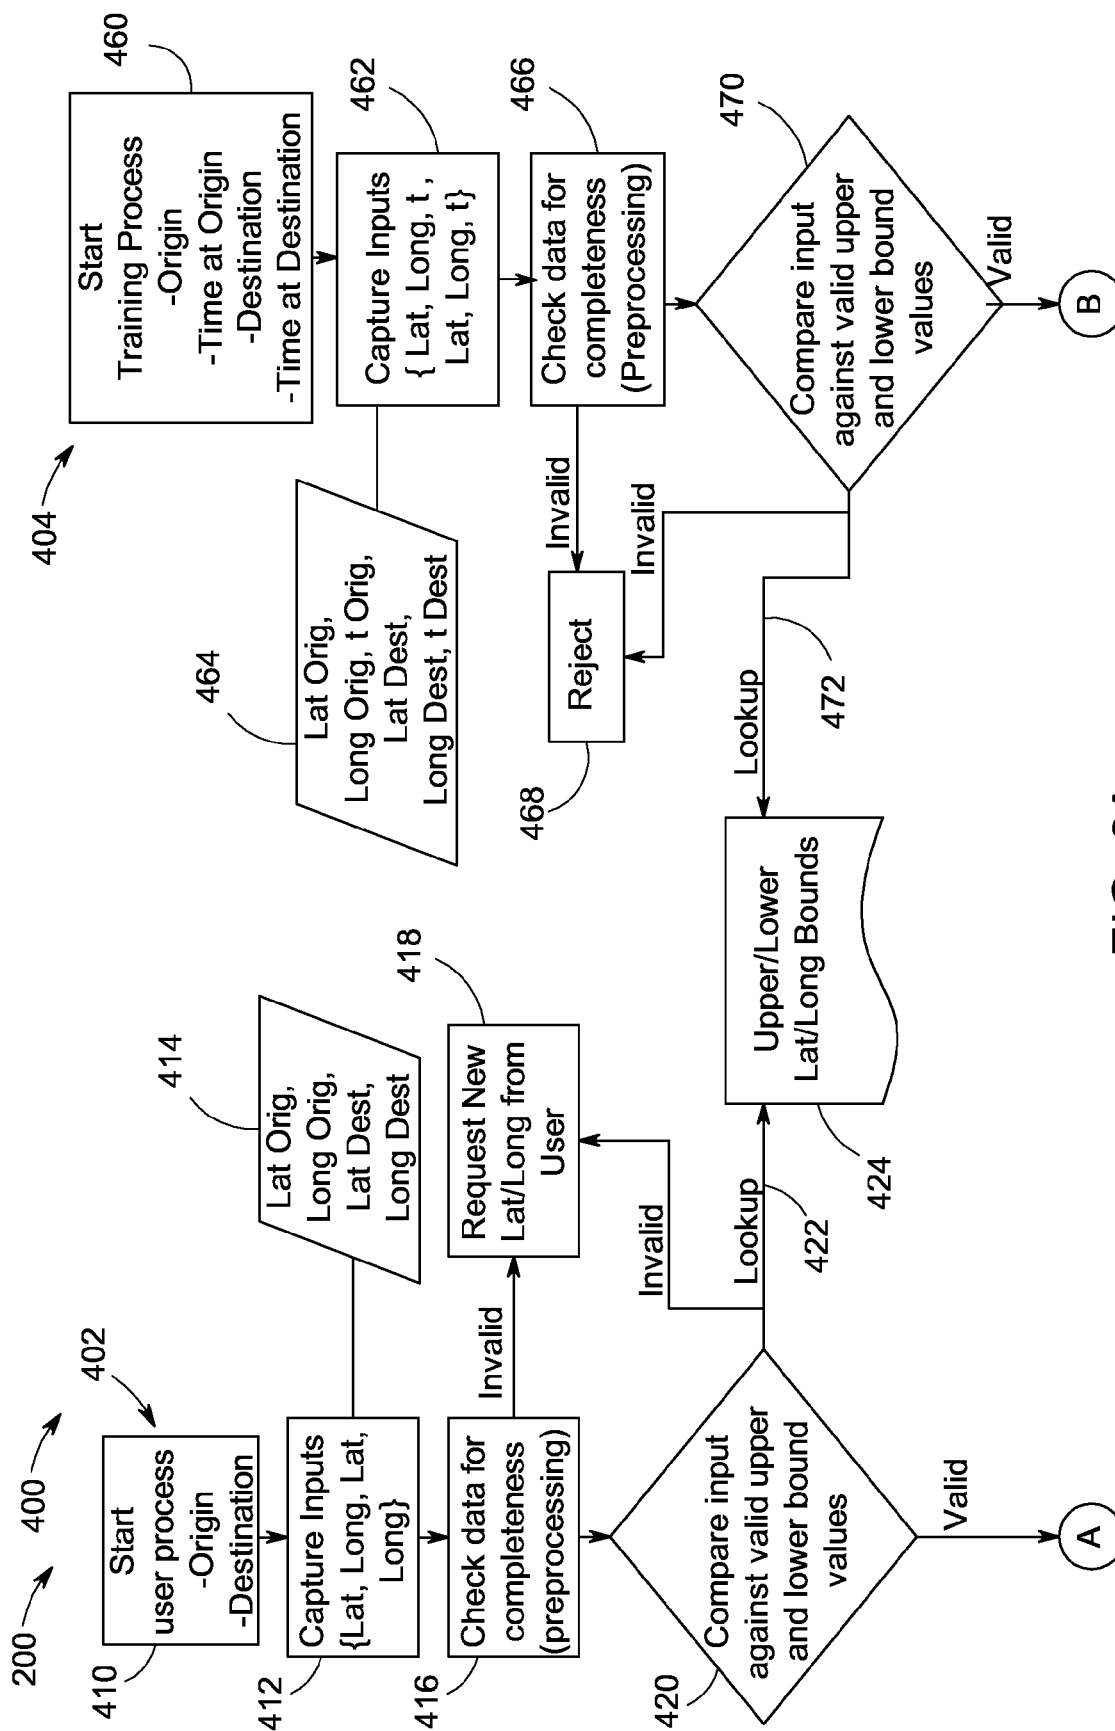 200
400
402
410
Start
user process
-Origin
-Destination
412
Capture Inputs
{Lat, Long, Lat,
Long}
414
Lat Orig,
Long Orig,
Lat Dest,
Long Dest
416
Check data for
completeness
(preprocessing)
Invalid
418
Request New
Lat/Long from
User
420
Compare input
against valid upper
and lower bound
values
Invalid
Lookup
422
Valid
A
424
Upper/Lower
Lat/Long Bounds
404
460
Start
Training Process
-Origin
-Time at Origin
-Destination
-Time at Destination
462
Capture Inputs
{ Lat, Long, t ,
Lat, Long, t}
464
Lat Orig,
Long Orig, t Orig,
Lat Dest,
Long Dest, t Dest
466
Check data for
completeness
(Preprocessing)
Invalid
468
Reject
Invalid
470
Compare input
against valid upper
and lower bound
values
Lookup
472
Valid
B